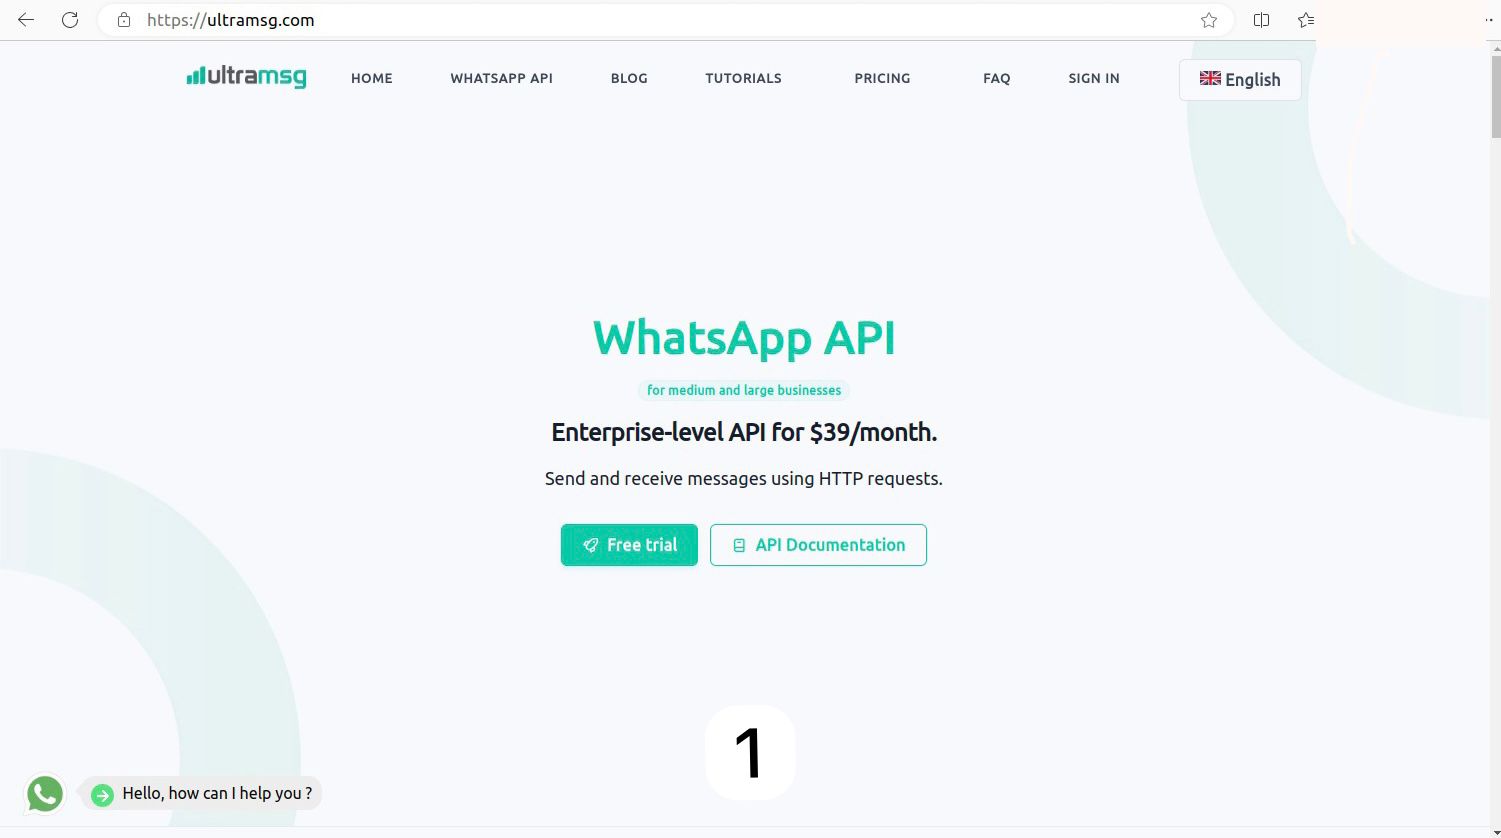 https://ultramsg.com
ultramsg HOME WHATSAPP API BLOG TUTORIALS PRICING FAQ SIGN IN English
WhatsApp API
for medium and large businesses
Enterprise-level API for $39/month.
Send and receive messages using HTTP requests.
Free trial API Documentation
1
Hello, how can I help you ?